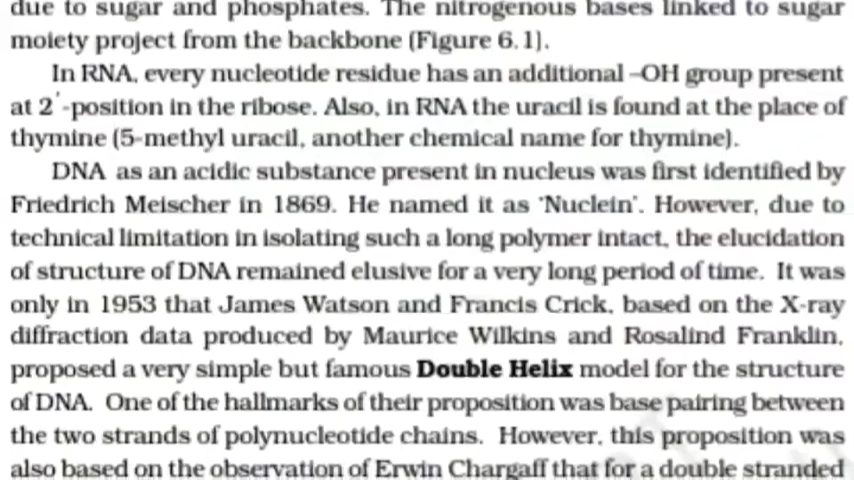 due to sugar and phosphates. The nitrogenous bases linked to sugar
moiety project from the backbone (Figure 6.1).
In RNA, every nucleotide residue has an additional –OH group present
at 2'-position in the ribose. Also, in RNA the uracil is found at the place of
thymine (5-methyl uracil, another chemical name for thymine).
DNA as an acidic substance present in nucleus was first identified by
Friedrich Meischer in 1869. He named it as 'Nuclein'. However, due to
technical limitation in isolating such a long polymer intact, the elucidation
of structure of DNA remained elusive for a very long period of time. It was
only in 1953 that James Watson and Francis Crick, based on the X-ray
diffraction data produced by Maurice Wilkins and Rosalind Franklin,
proposed a very simple but famous Double Helix model for the structure
of DNA. One of the hallmarks of their proposition was base pairing between
the two strands of polynucleotide chains. However, this proposition was
also based on the observation of Erwin Chargaff that for a double stranded